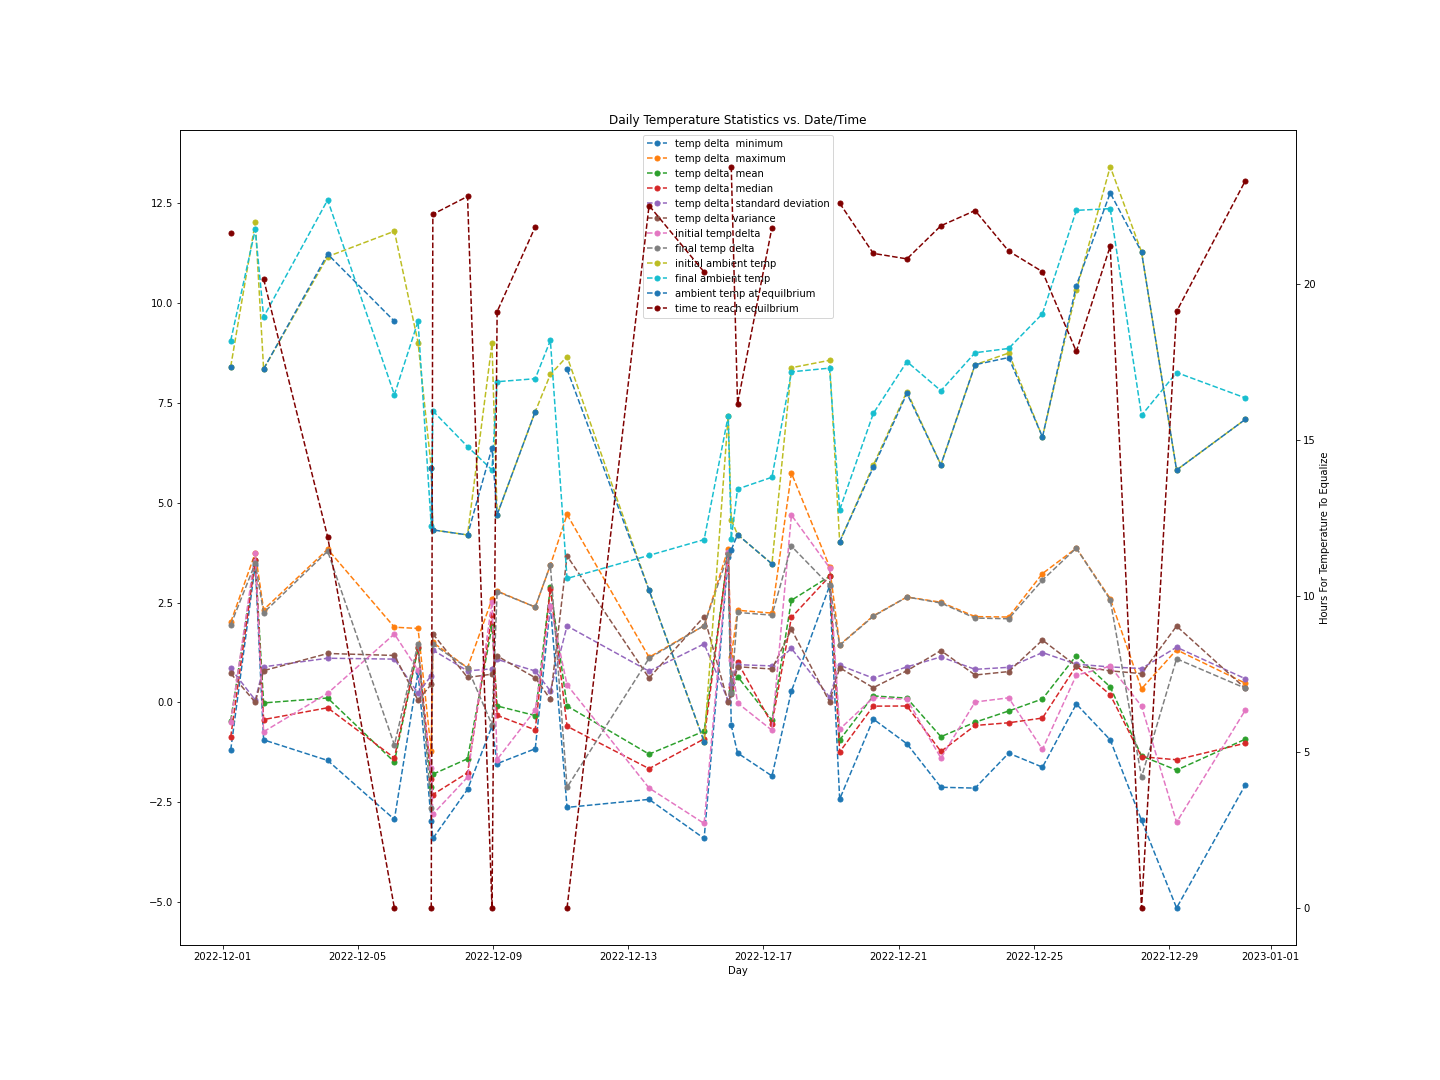 Daily Temperature Statistics vs. Date/Time
temp delta  minimum
temp delta  maximum
temp delta  mean
temp delta  median
temp delta  standard deviation
temp delta variance
initial temp delta
final temp delta
initial ambient temp
final ambient temp
ambient temp at equilbrium
time to reach equilbrium
12.5
10.0
7.5
5.0
2.5
0.0
−2.5
−5.0
20
15
10
5
0
Hours For Temperature To Equalize
2022-12-01
2022-12-05
2022-12-09
2022-12-13
2022-12-17
2022-12-21
2022-12-25
2022-12-29
2023-01-01
Day